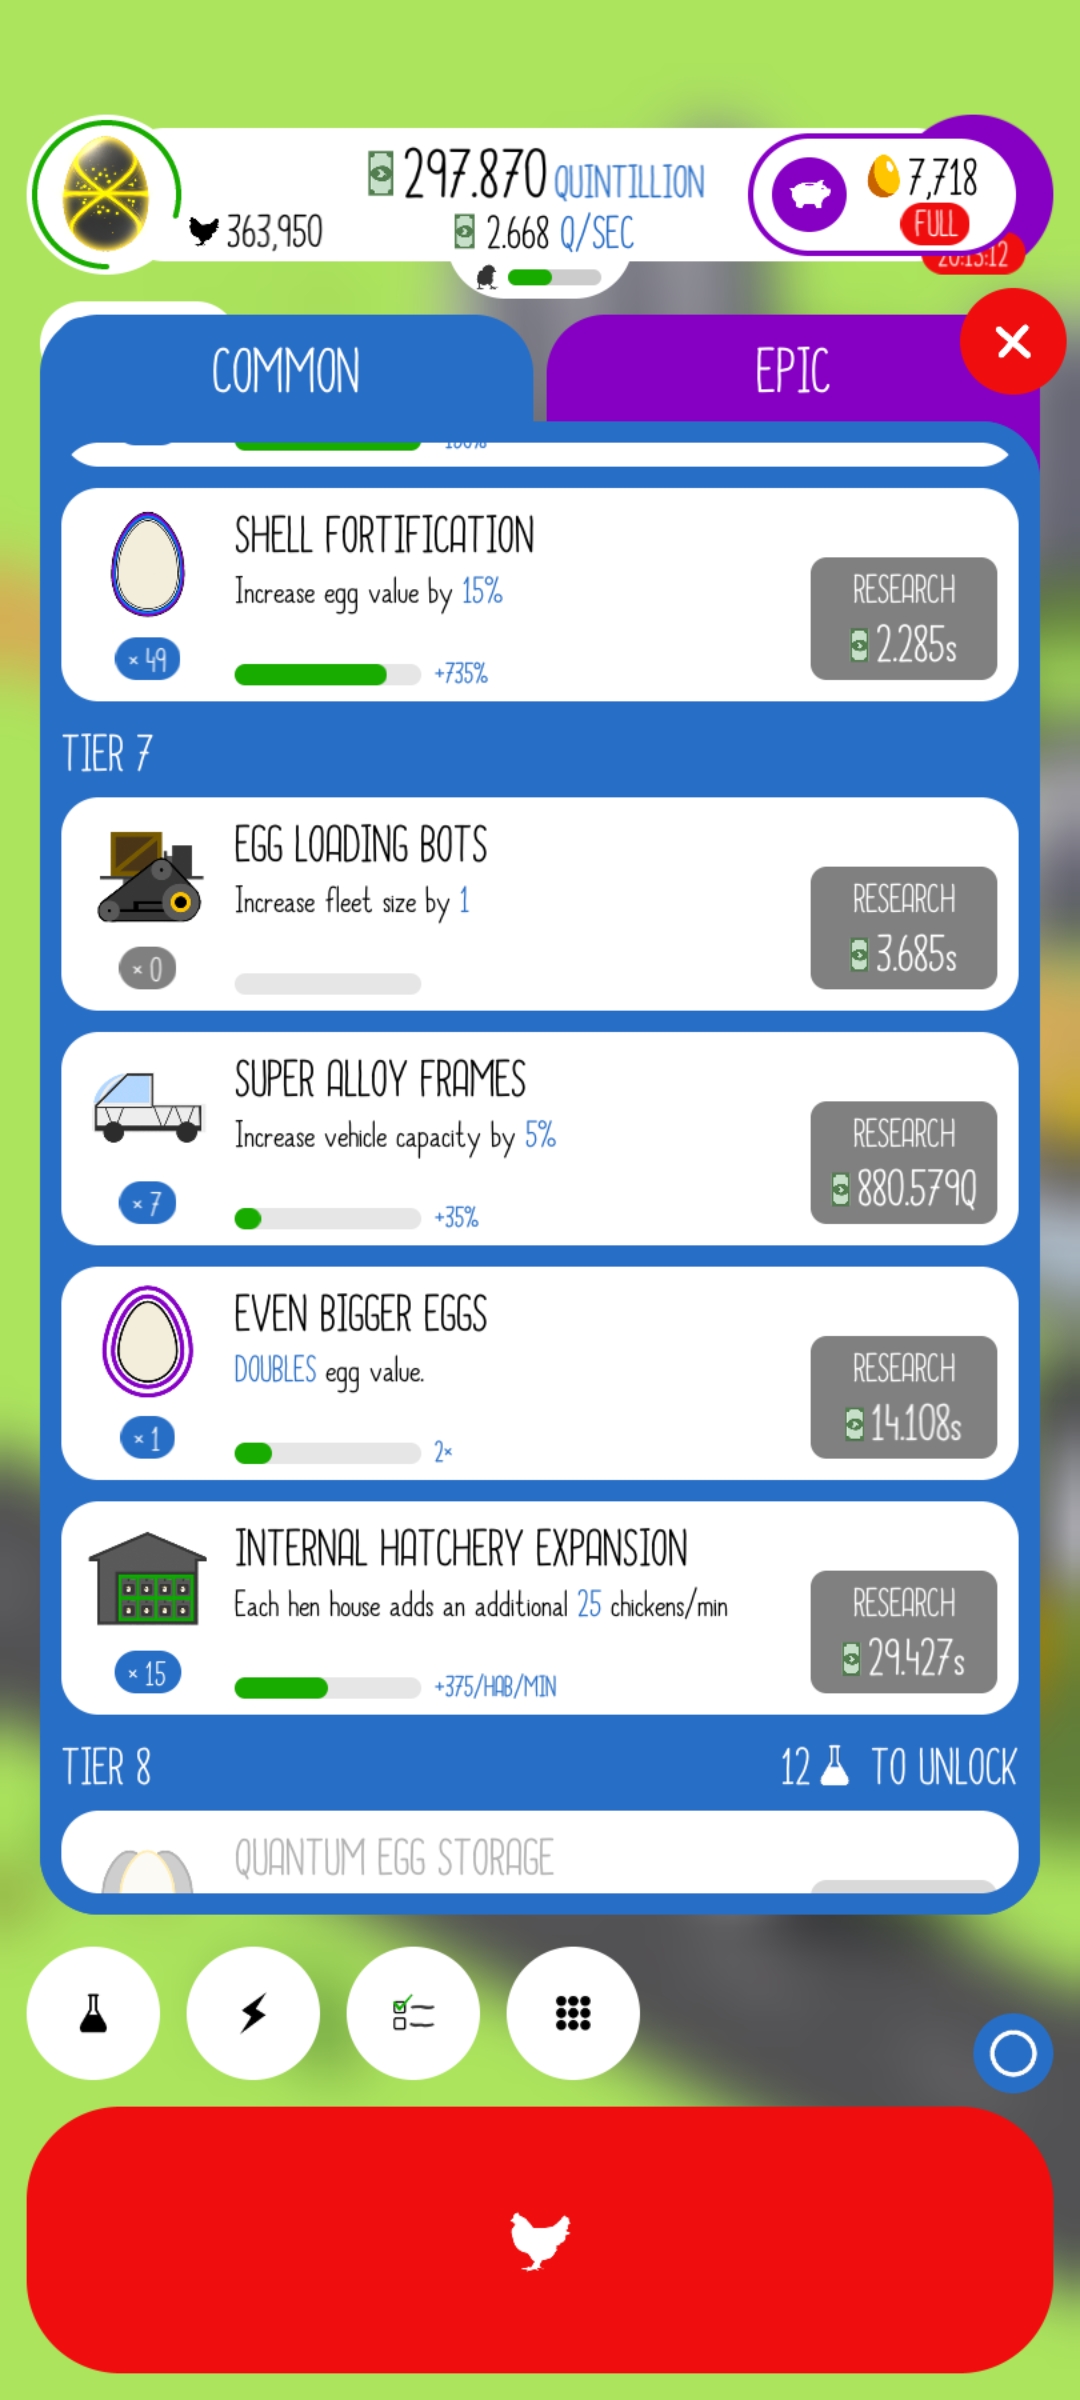 297.870 QUINTILLION
363,950
2.668 Q/SEC
7,718
FULL
20:15:12
COMMON
EPIC
SHELL FORTIFICATION
Increase egg value by 15%
× 49
+735%
RESEARCH
2.285s
TIER 7
EGG LOADING BOTS
Increase fleet size by 1
× 0
RESEARCH
3.685s
SUPER ALLOY FRAMES
Increase vehicle capacity by 5%
× 7
+35%
RESEARCH
880.579Q
EVEN BIGGER EGGS
DOUBLES egg value.
× 1
2×
RESEARCH
14.108s
INTERNAL HATCHERY EXPANSION
Each hen house adds an additional 25 chickens/min
× 15
+375/HAB/MIN
RESEARCH
29.427s
TIER 8
12 TO UNLOCK
QUANTUM EGG STORAGE